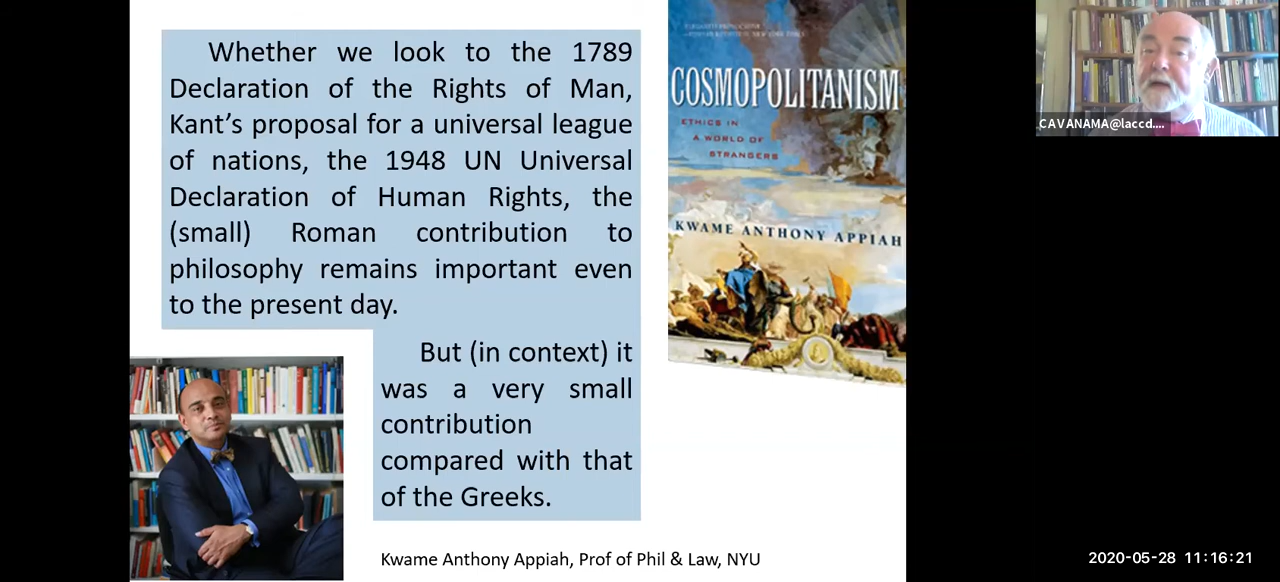 Whether we look to the 1789
Declaration of the Rights of Man,
Kant's proposal for a universal league
of nations, the 1948 UN Universal
Declaration of Human Rights, the
(small) Roman contribution to
philosophy remains important even
to the present day.
But (in context) it
was a very small
contribution
compared with that
of the Greeks.
Kwame Anthony Appiah, Prof of Phil & Law, NYU
COSMOPOLITANISM
ETHICS IN
A WORLD OF
STRANGERS
KWAME ANTHONY APPIAH
CAVANAMA@laccd....
2020-05-28 11:16:21